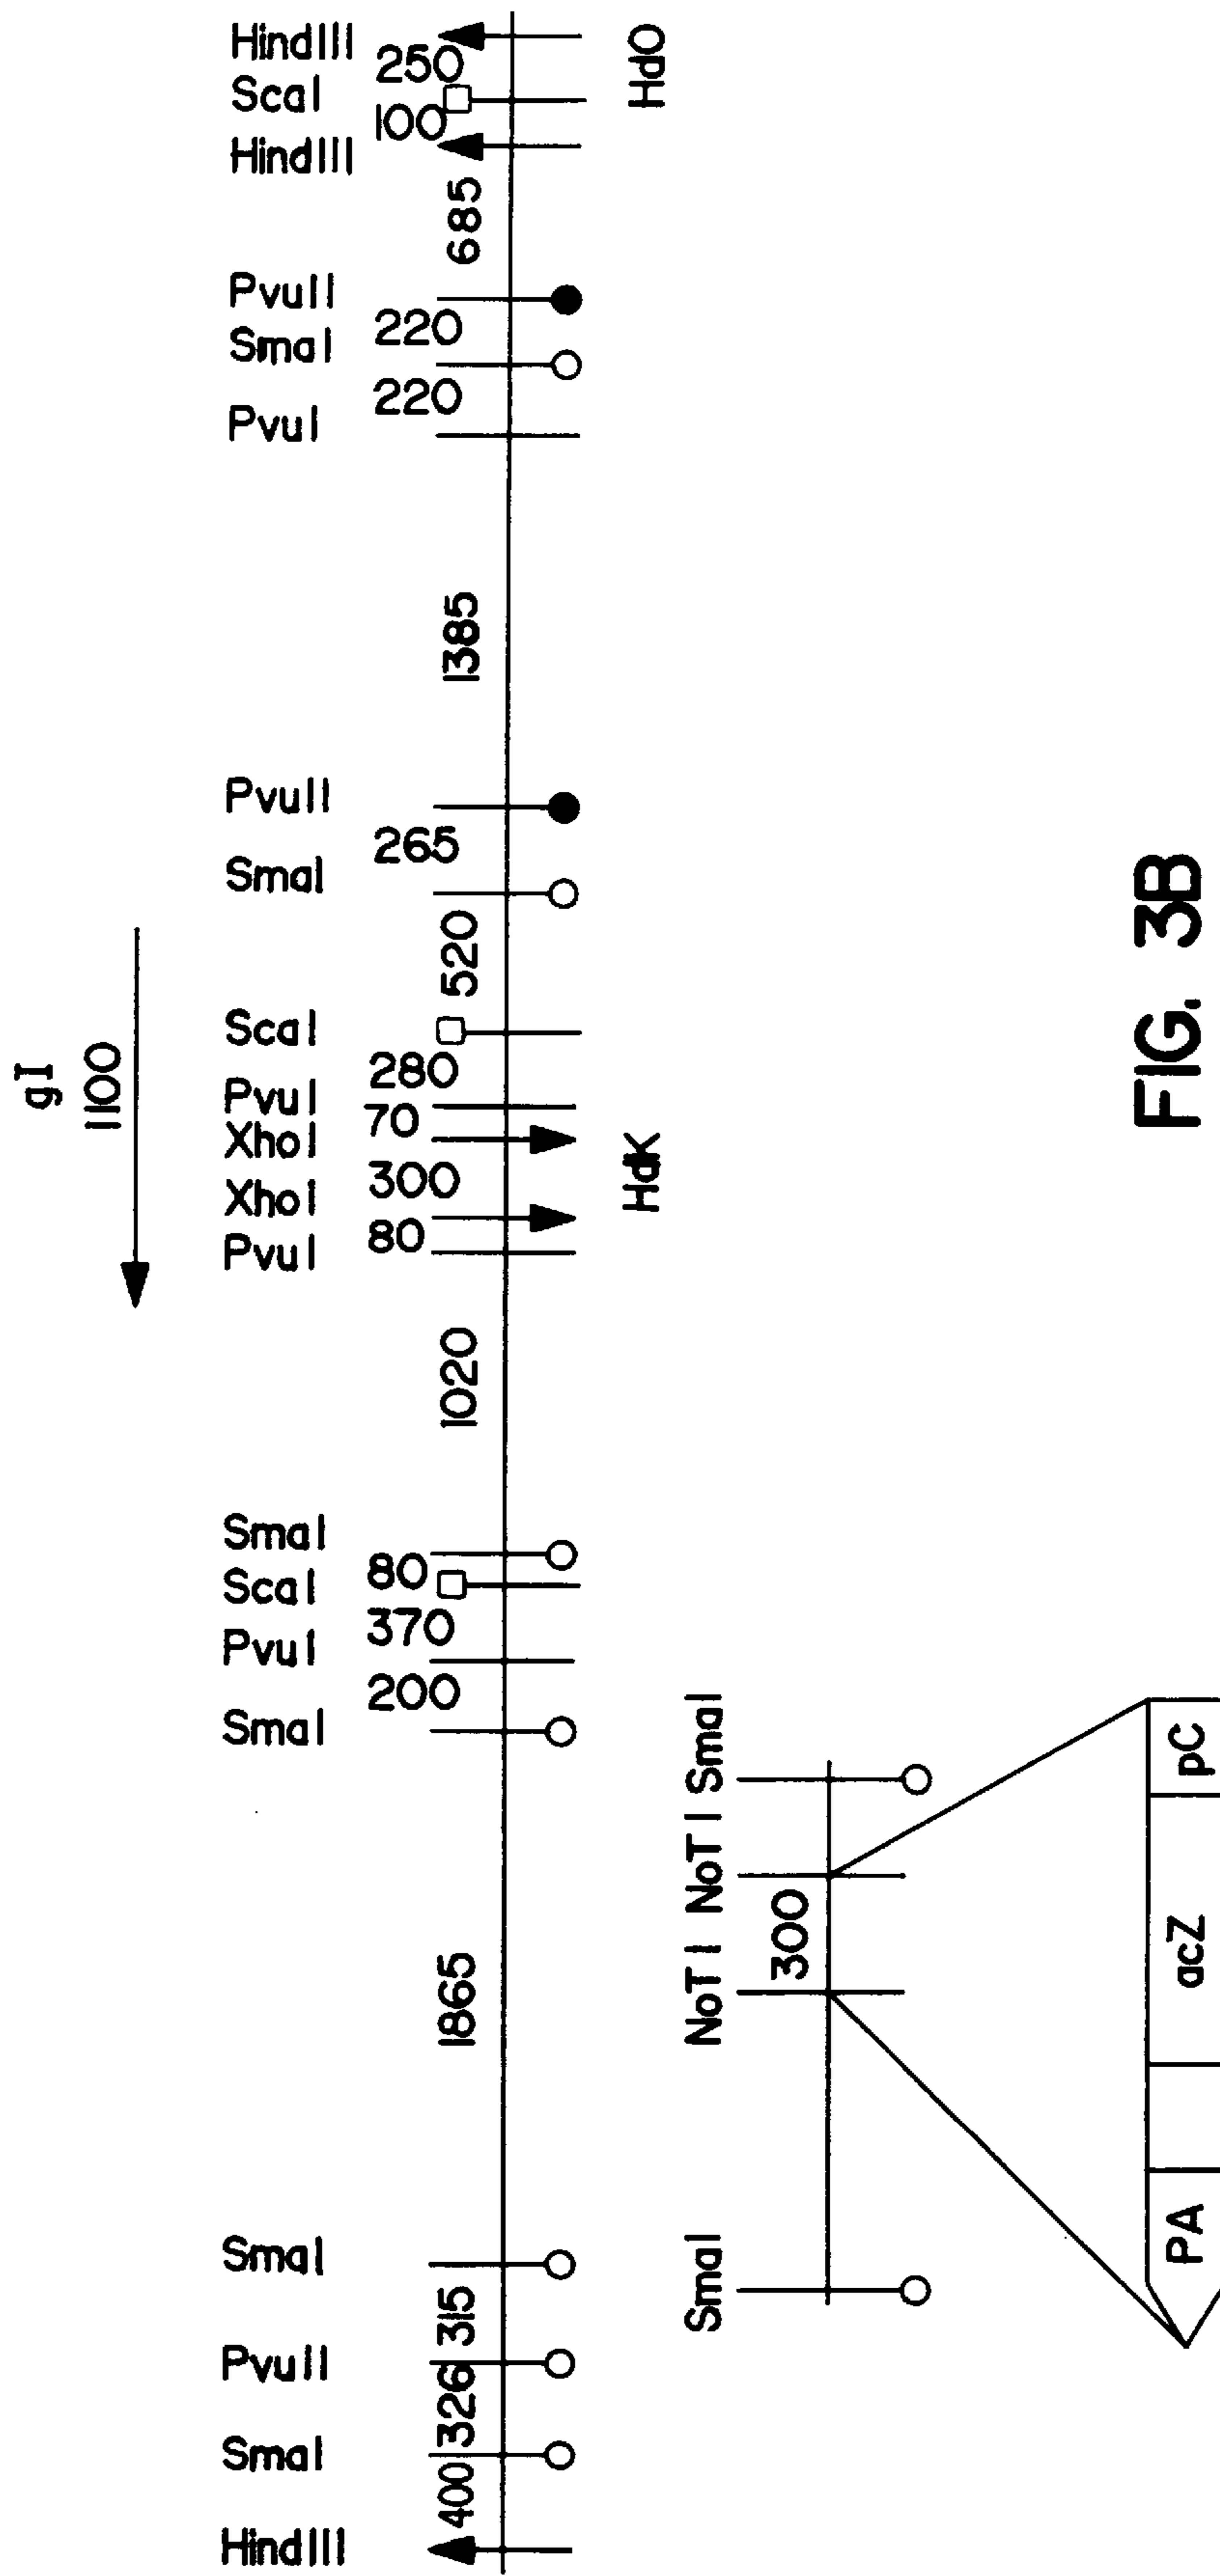 gI
1100
HindIII SmaI PvuII SmaI SmaI PvuI ScaI SmaI PvuI XhoI XhoI PvuI ScaI SmaI PvuII PvuI SmaI PvuII HindIII ScaI HindIII
200 370 80 80 300 70 280 265 220 220 100 250
400 326 315 1865 1020 520 1385 685
HdK HdO
SmaI NoT I NoT I SmaI
300
PA acZ pC
FIG. 3B